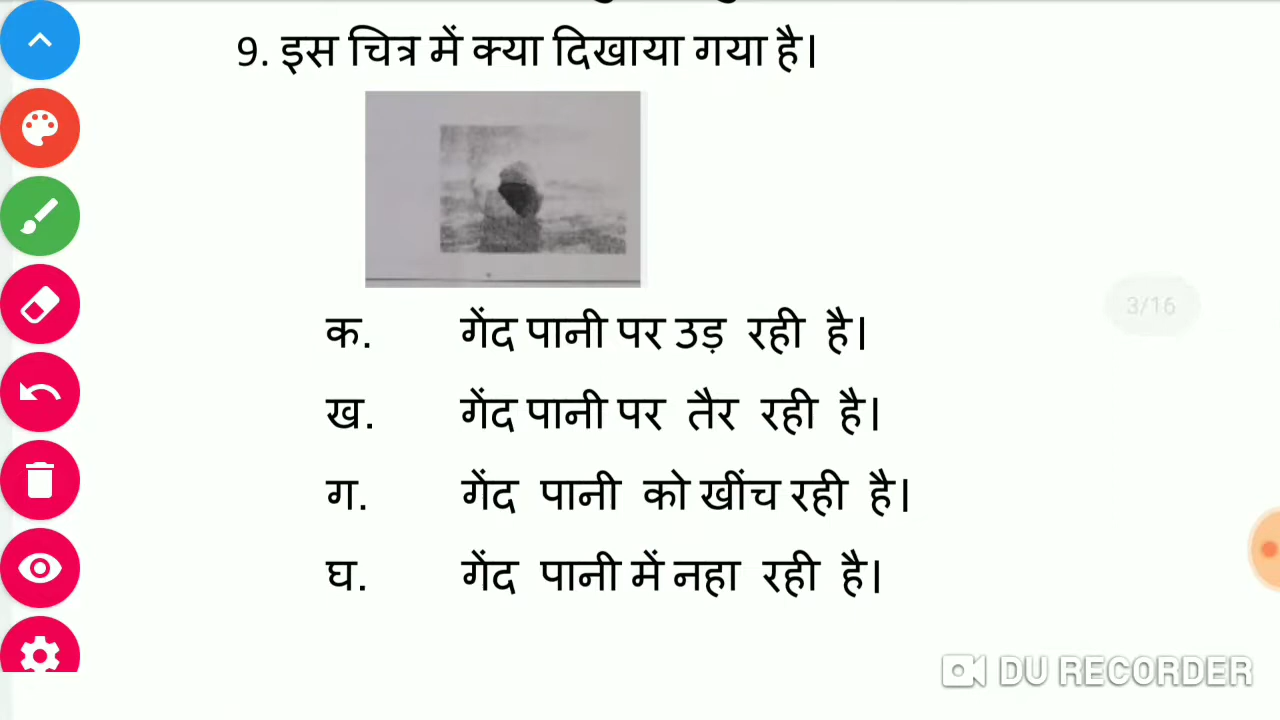 9. इस चित्र में क्या दिखाया गया है।
3/16
क. गेंद पानी पर उड़ रही है।
ख. गेंद पानी पर तैर रही है।
ग. गेंद पानी को खींच रही है।
घ. गेंद पानी में नहा रही है।
DU RECORDER